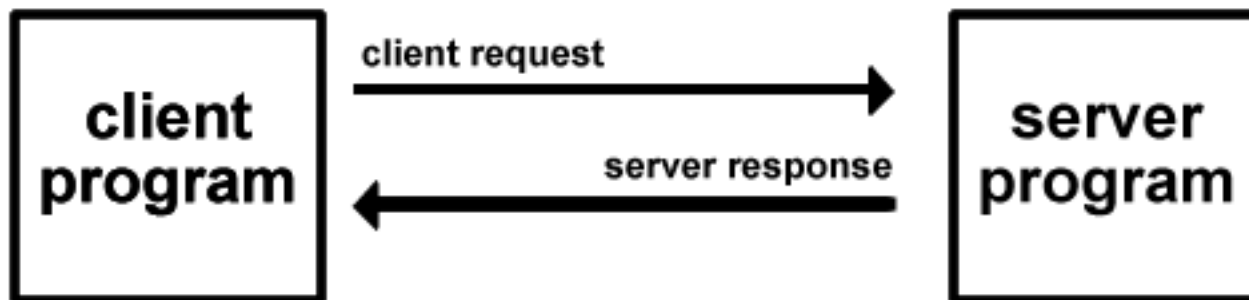 client
program
client request
server response
server
program